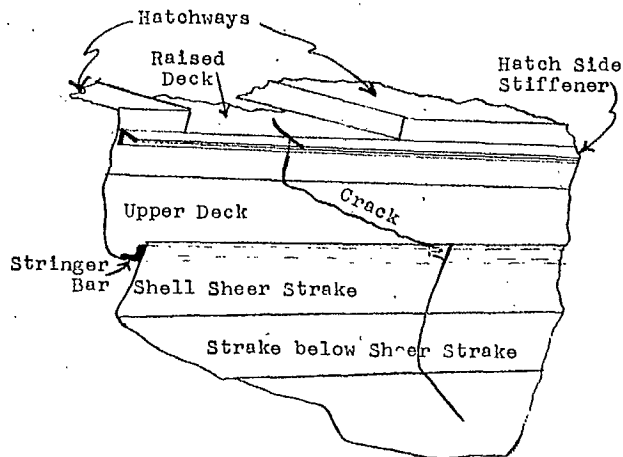 Hatchways
Raised
Deck
Hatch Side
Stiffener
Crack
Upper Deck
Stringer
Bar
Shell Sheer Strake
Strake below Sheer Strake